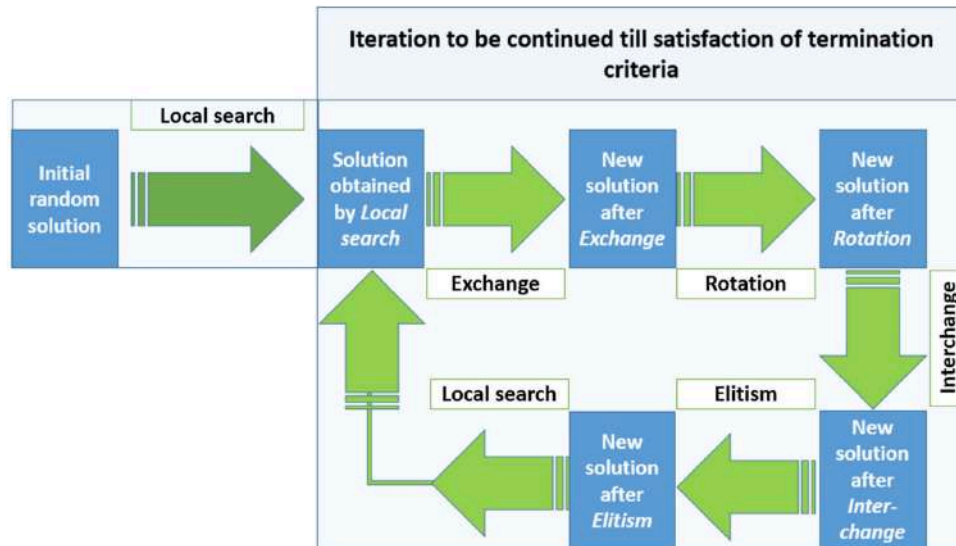 Iteration to be continued till satisfaction of termination
criteria
Local search
Initial
random
solution
Solution
obtained
by Local
search
New
solution
after
Exchange
New
solution
after
Rotation
Exchange
Rotation
Interchange
Local search
Elitism
New
solution
after
Elitism
New
solution
after
Inter-
change